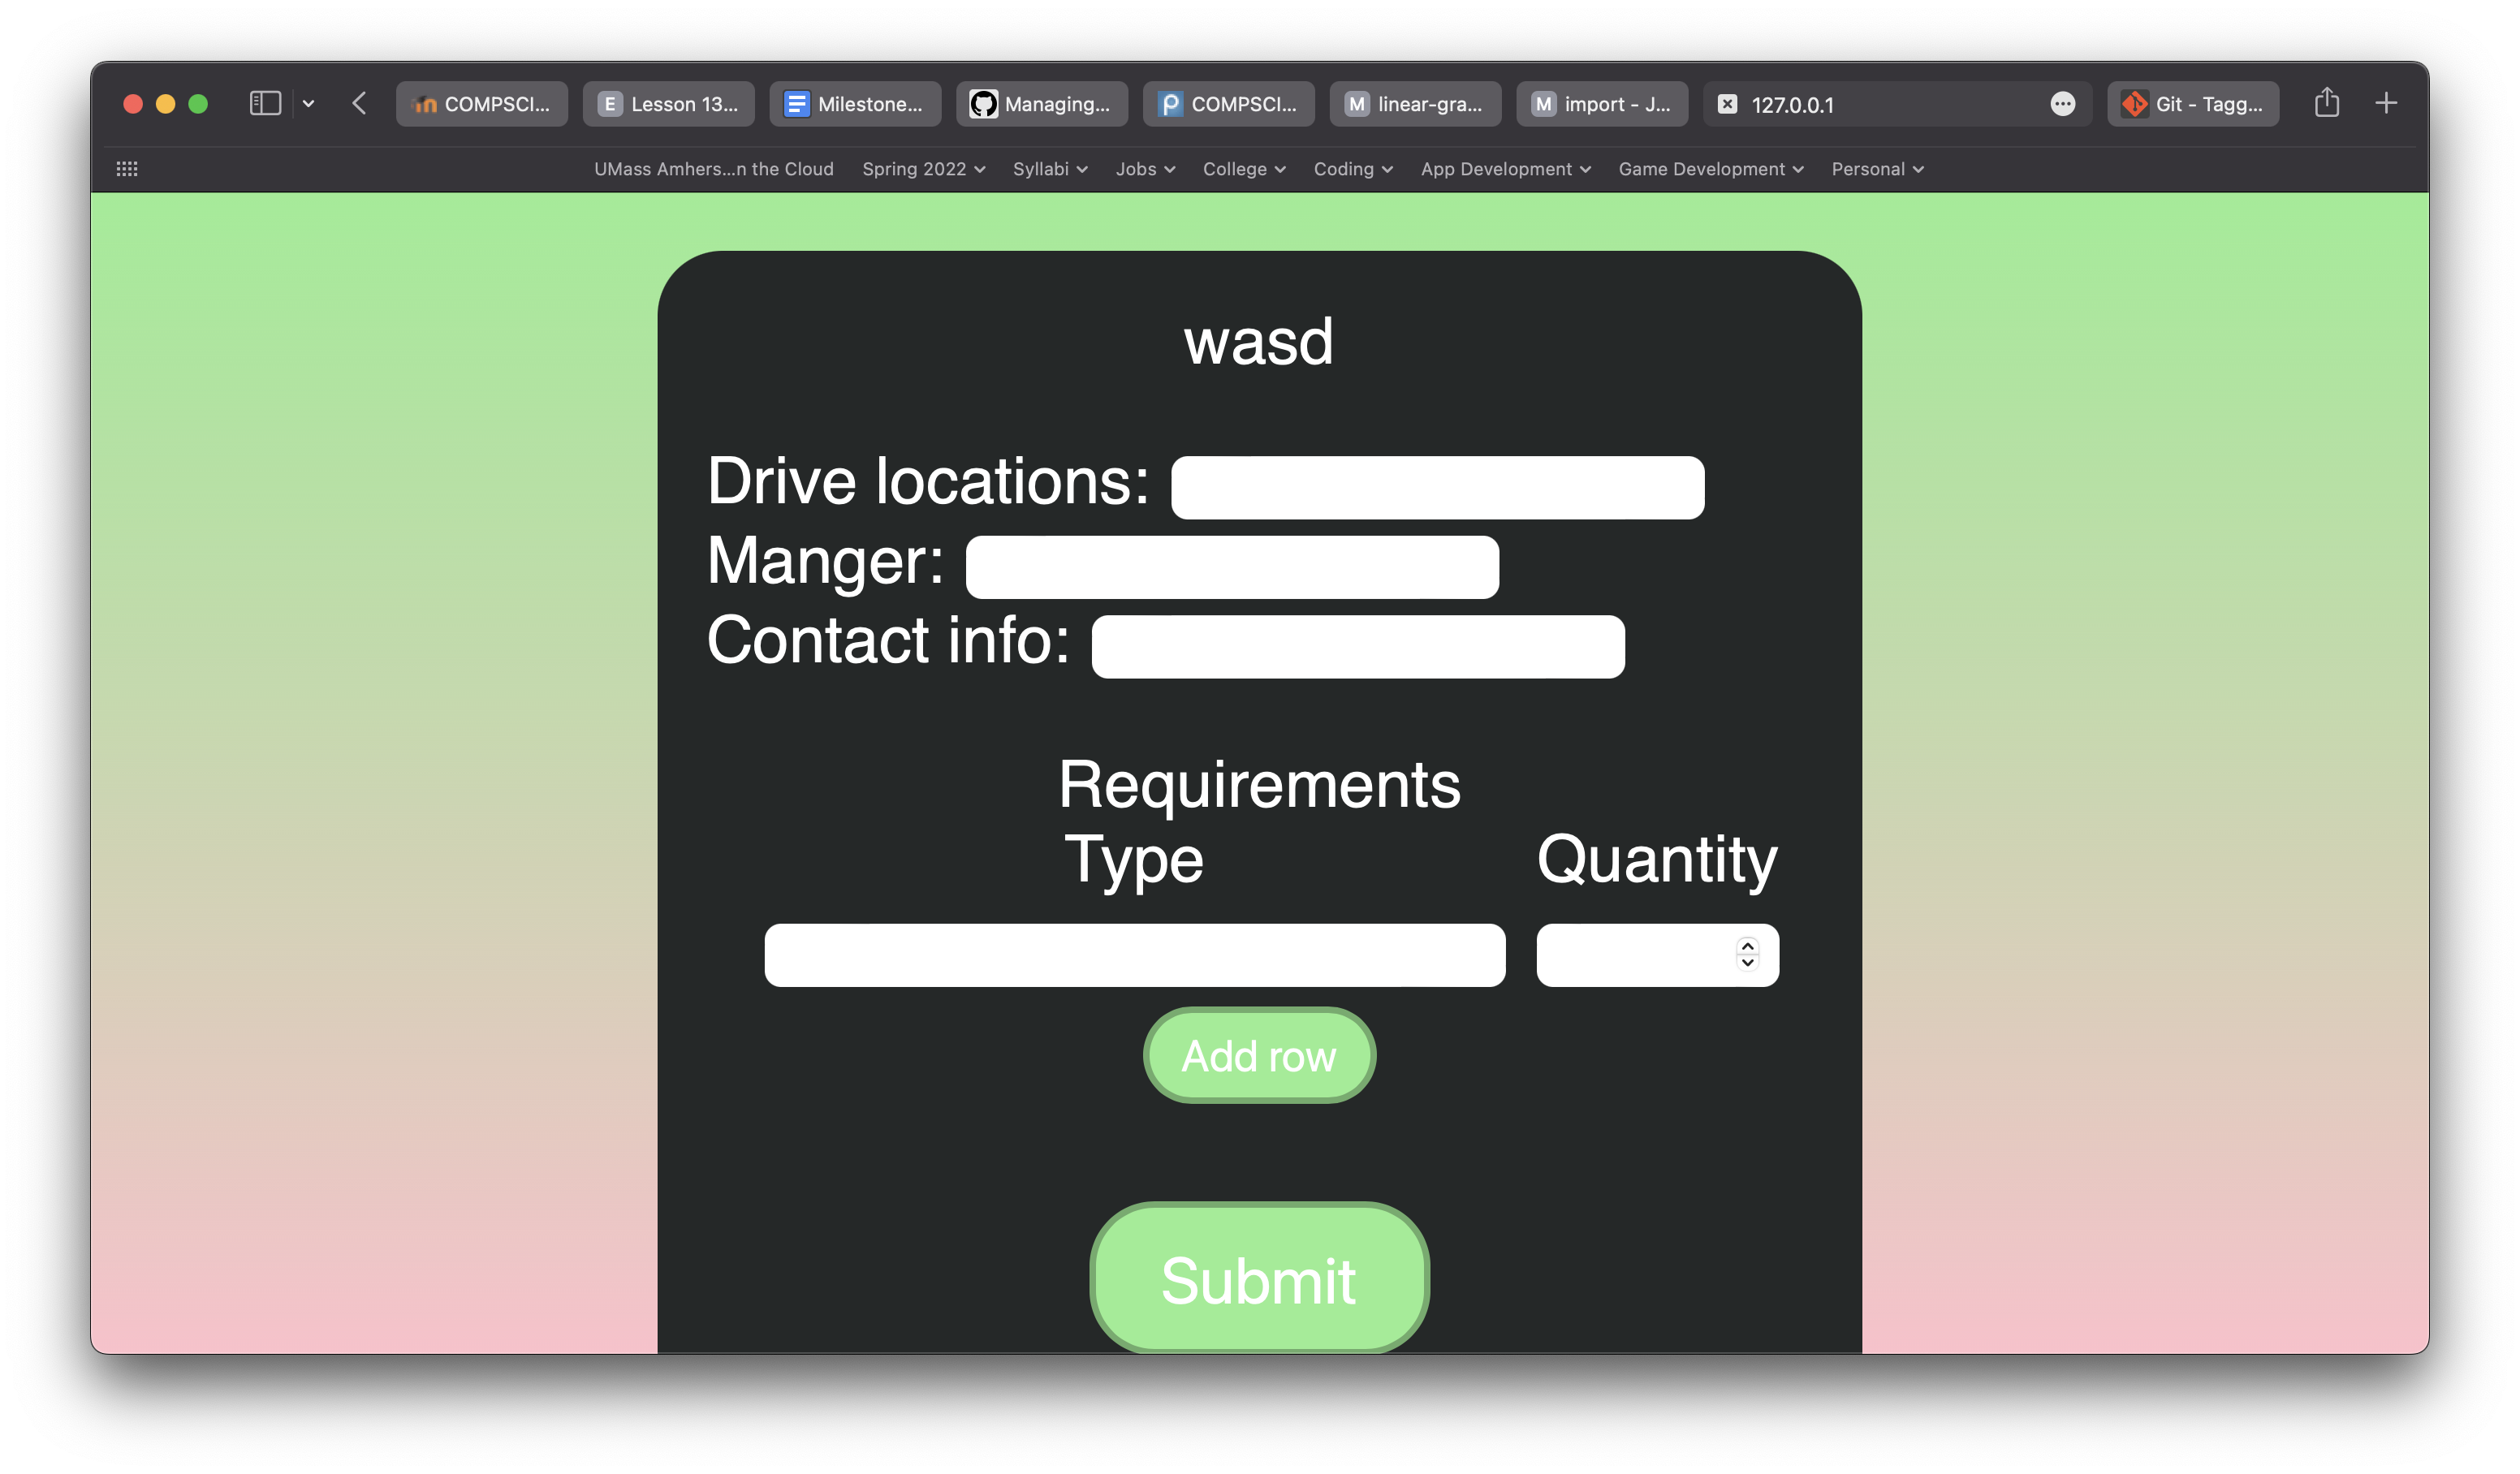 COMPSCI... E Lesson 13... Milestone... Managing... COMPSCI... M linear-gra... M import - J... 127.0.0.1 Git - Tagg...
UMass Amhers...n the Cloud Spring 2022 Syllabi Jobs College Coding App Development Game Development Personal
wasd
Drive locations:
Manger:
Contact info:
Requirements
Type Quantity
Add row
Submit